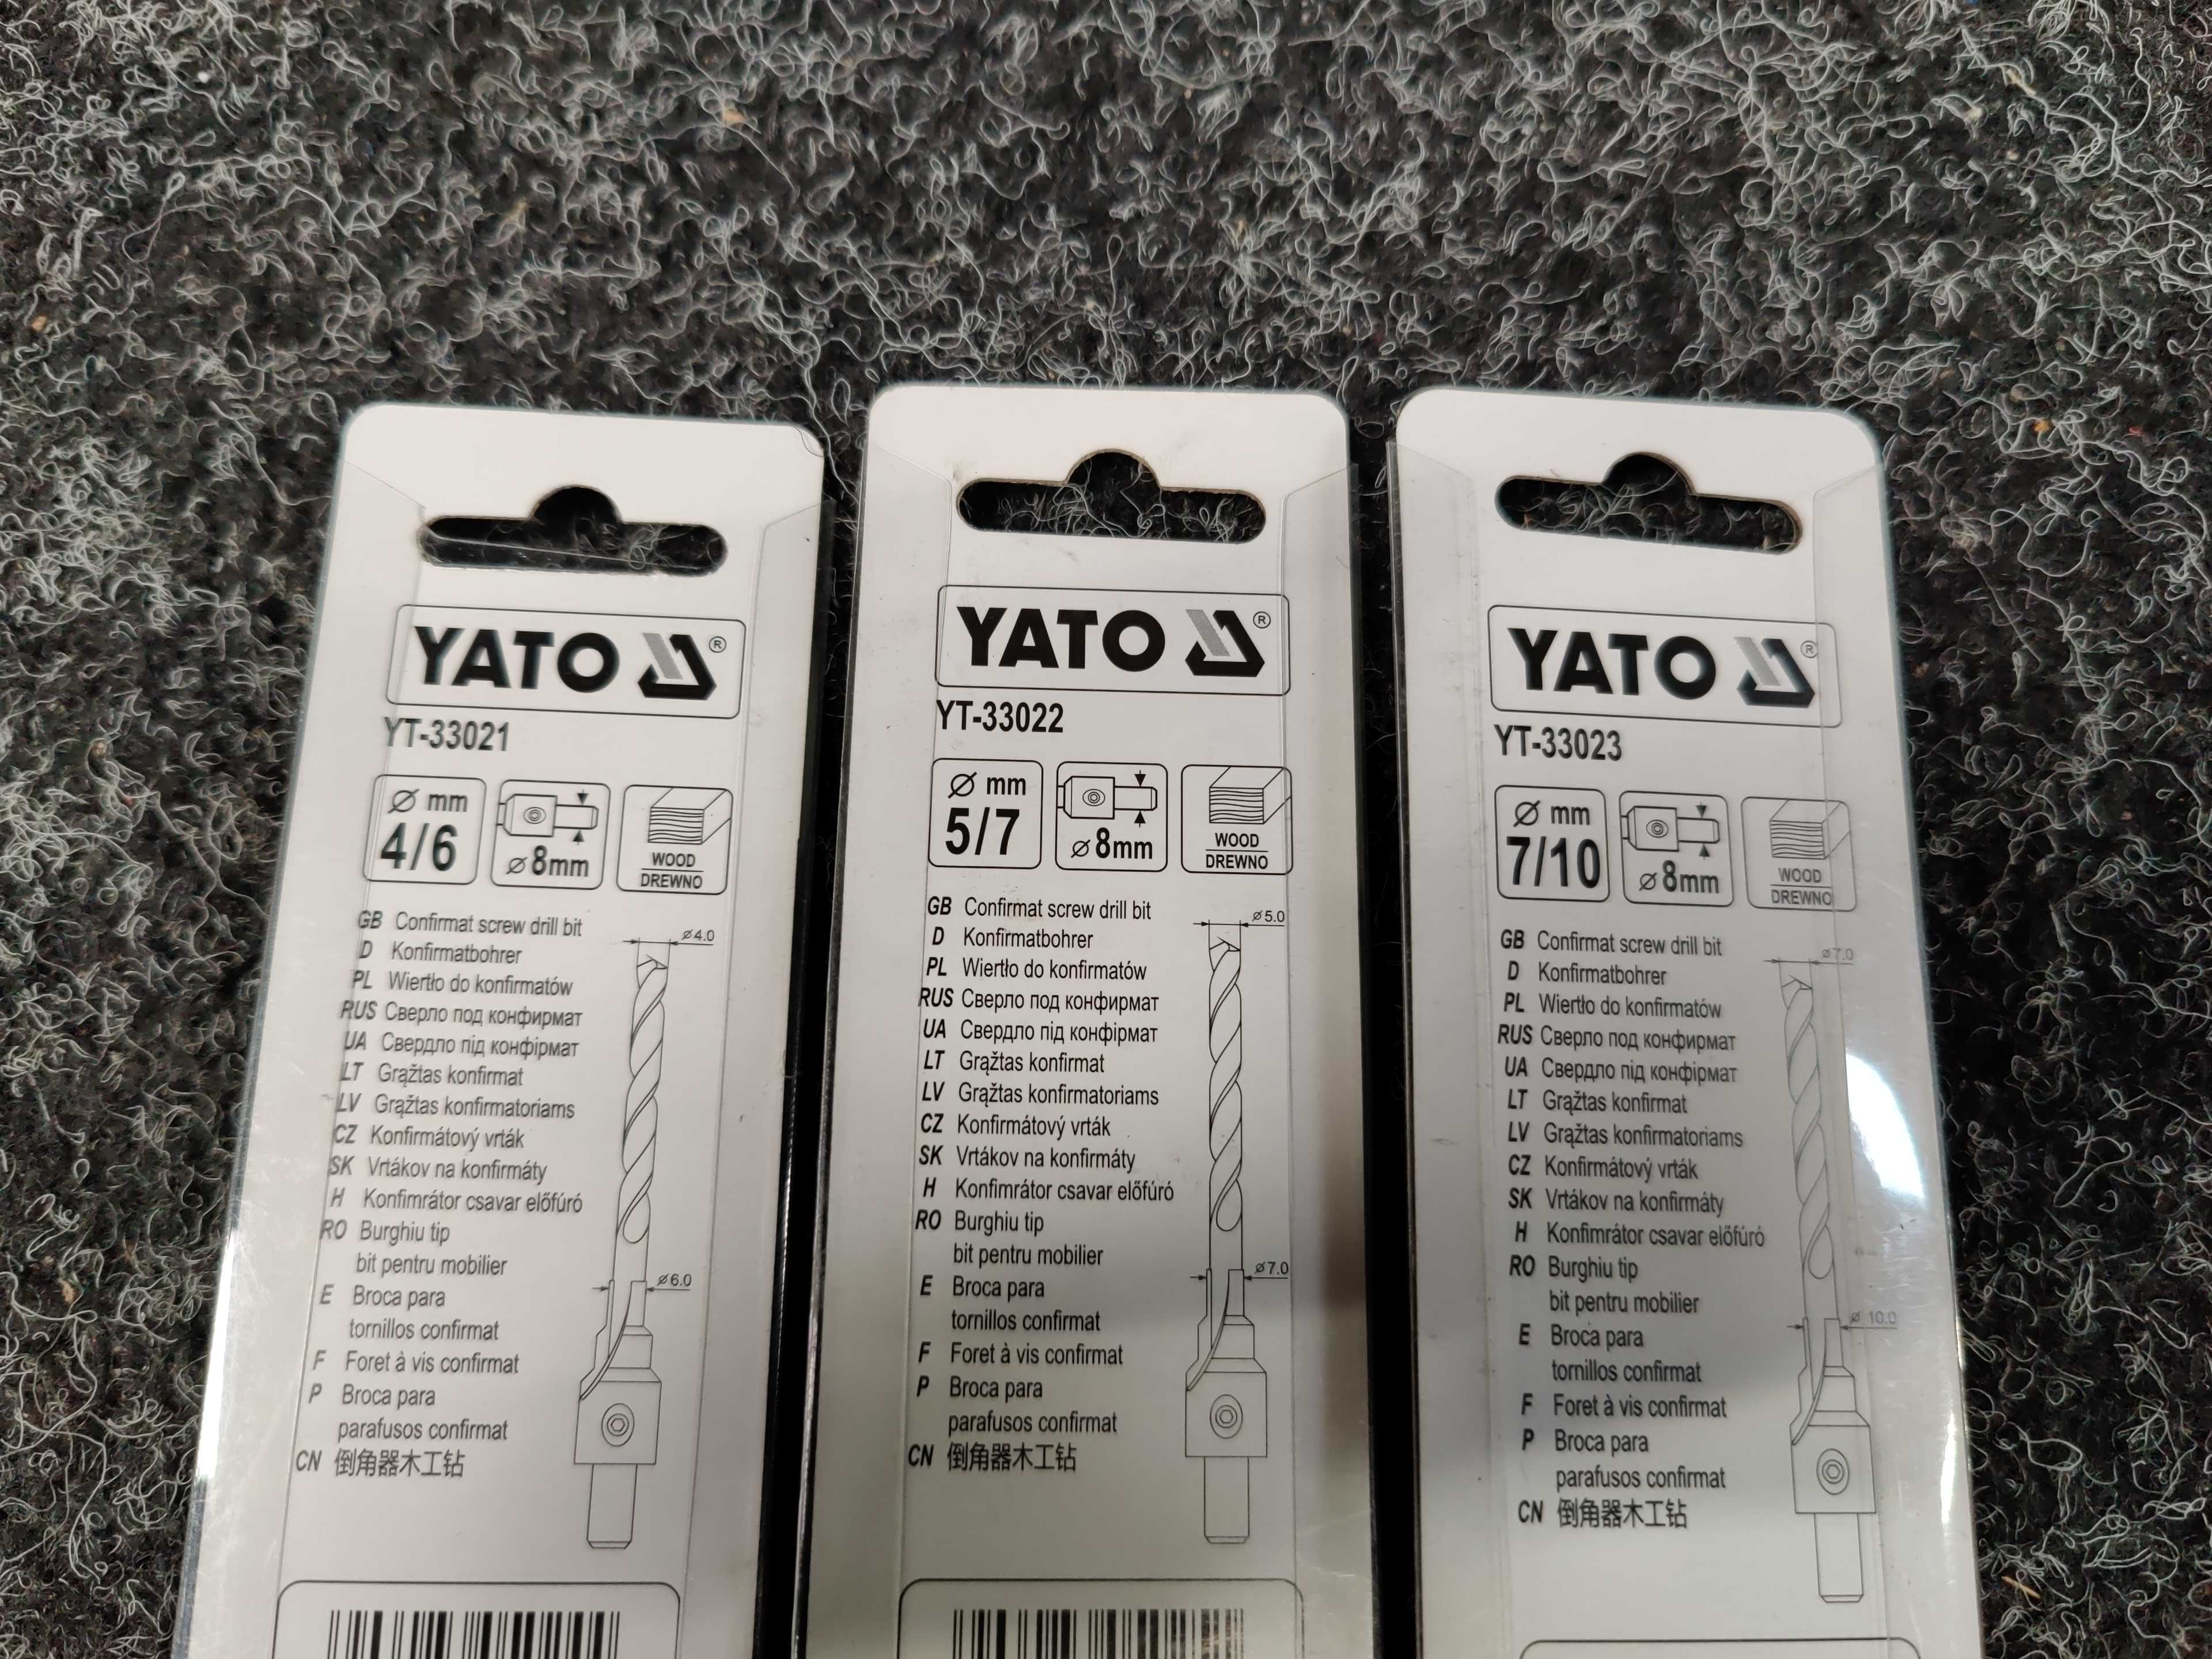 YATO ®
YT-33021
Ø mm
4/6
Ø 8mm
WOOD
DREWNO
GB Confirmat screw drill bit
D Konfirmatbohrer
PL Wiertło do konfirmatów
RUS Сверло под конфирмат
UA Свердло під конфірмат
LT Grąžtas konfirmat
LV Grąžtas konfirmatoriams
CZ Konfirmátový vrták
SK Vrtákov na konfirmáty
H Konfimrátor csavar előfúró
RO Burghiu tip
bit pentru mobilier
E Broca para
tornillos confirmat
F Foret à vis confirmat
P Broca para
parafusos confirmat
CN 倒角器木工钻
Ø4.0
Ø6.0
YATO ®
YT-33022
Ø mm
5/7
Ø 8mm
WOOD
DREWNO
GB Confirmat screw drill bit
D Konfirmatbohrer
PL Wiertło do konfirmatów
RUS Сверло под конфирмат
UA Свердло під конфірмат
LT Grąžtas konfirmat
LV Grąžtas konfirmatoriams
CZ Konfirmátový vrták
SK Vrtákov na konfirmáty
H Konfimrátor csavar előfúró
RO Burghiu tip
bit pentru mobilier
E Broca para
tornillos confirmat
F Foret à vis confirmat
P Broca para
parafusos confirmat
CN 倒角器木工钻
Ø5.0
Ø7.0
YATO ®
YT-33023
Ø mm
7/10
Ø 8mm
WOOD
DREWNO
GB Confirmat screw drill bit
D Konfirmatbohrer
PL Wiertło do konfirmatów
RUS Сверло под конфирмат
UA Свердло під конфірмат
LT Grąžtas konfirmat
LV Grąžtas konfirmatoriams
CZ Konfirmátový vrták
SK Vrtákov na konfirmáty
H Konfimrátor csavar előfúró
RO Burghiu tip
bit pentru mobilier
E Broca para
tornillos confirmat
F Foret à vis confirmat
P Broca para
parafusos confirmat
CN 倒角器木工钻
Ø7.0
Ø 10.0